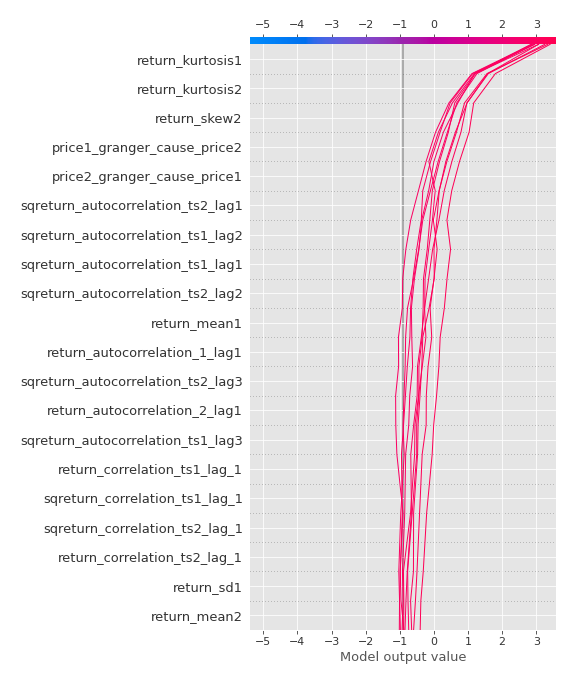 −5 −4 −3 −2 −1 0 1 2 3
return_kurtosis1
return_kurtosis2
return_skew2
price1_granger_cause_price2
price2_granger_cause_price1
sqreturn_autocorrelation_ts2_lag1
sqreturn_autocorrelation_ts1_lag2
sqreturn_autocorrelation_ts1_lag1
sqreturn_autocorrelation_ts2_lag2
return_mean1
return_autocorrelation_1_lag1
sqreturn_autocorrelation_ts2_lag3
return_autocorrelation_2_lag1
sqreturn_autocorrelation_ts1_lag3
return_correlation_ts1_lag_1
sqreturn_correlation_ts1_lag_1
sqreturn_correlation_ts2_lag_1
return_correlation_ts2_lag_1
return_sd1
return_mean2
−5 −4 −3 −2 −1 0 1 2 3
Model output value